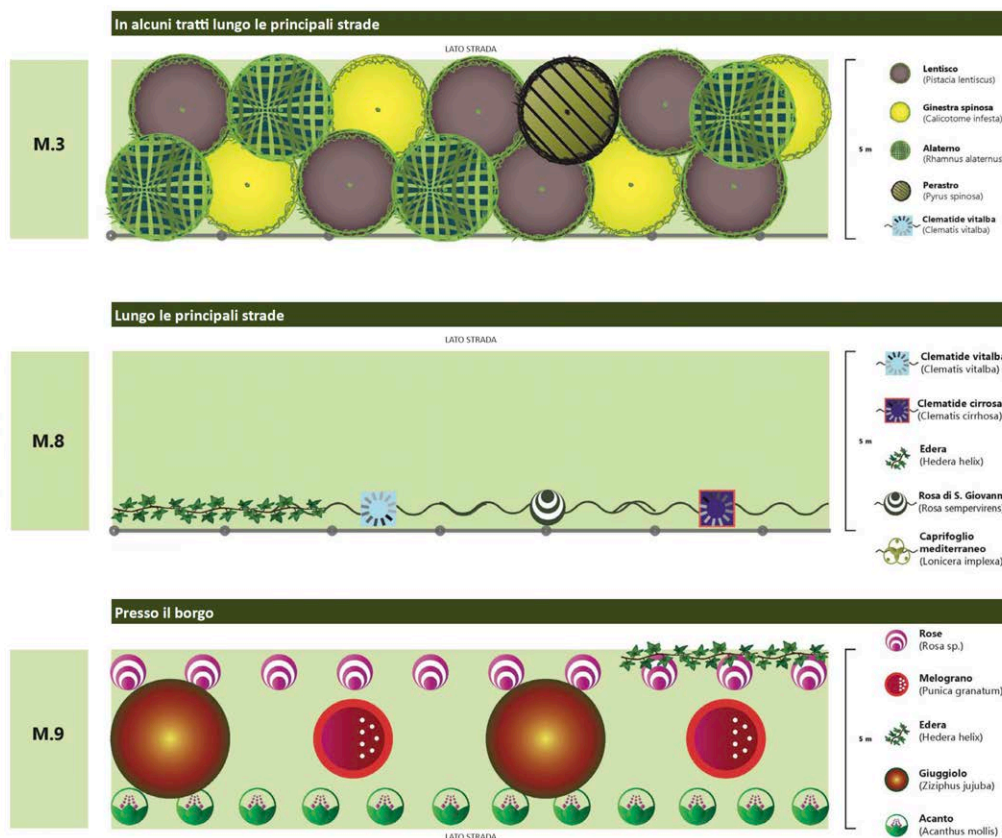 In alcuni tratti lungo le principali strade
LATO STRADA
M.3
5 m
Lentisco
(Pistacia lentiscus)
Ginestra spinosa
(Calicotome infesta)
Alaterno
(Rhamnus alaternus)
Perastro
(Pyrus spinosa)
Clematide vitalba
(Clematis vitalba)
Lungo le principali strade
LATO STRADA
M.8
5 m
Clematide vitalba
(Clematis vitalba)
Clematide cirrosa
(Clematis cirrhosa)
Edera
(Hedera helix)
Rosa di S. Giovanni
(Rosa sempervirens)
Caprifoglio
mediterraneo
(Lonicera implexa)
Presso il borgo
M.9
5 m
Rose
(Rosa sp.)
Melograno
(Punica granatum)
Edera
(Hedera helix)
Giuggiolo
(Ziziphus jujuba)
Acanto
(Acanthus mollis)
LATO STRADA